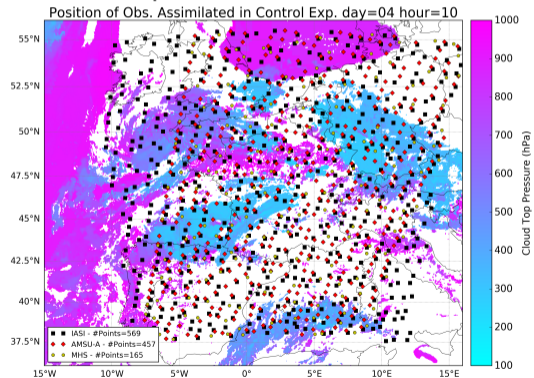 Position of Obs. Assimilated in Control Exp. day=04 hour=10
55°N
52.5°N
50°N
47.5°N
45°N
42.5°N
40°N
37.5°N
IASI - #Points=569
AMSU-A - #Points=457
MHS - #Points=165
15°W
10°W
5°W
0°E
5°E
10°E
15°E
1000
900
800
700
600
500
400
300
200
100
Cloud Top Pressure (hPa)